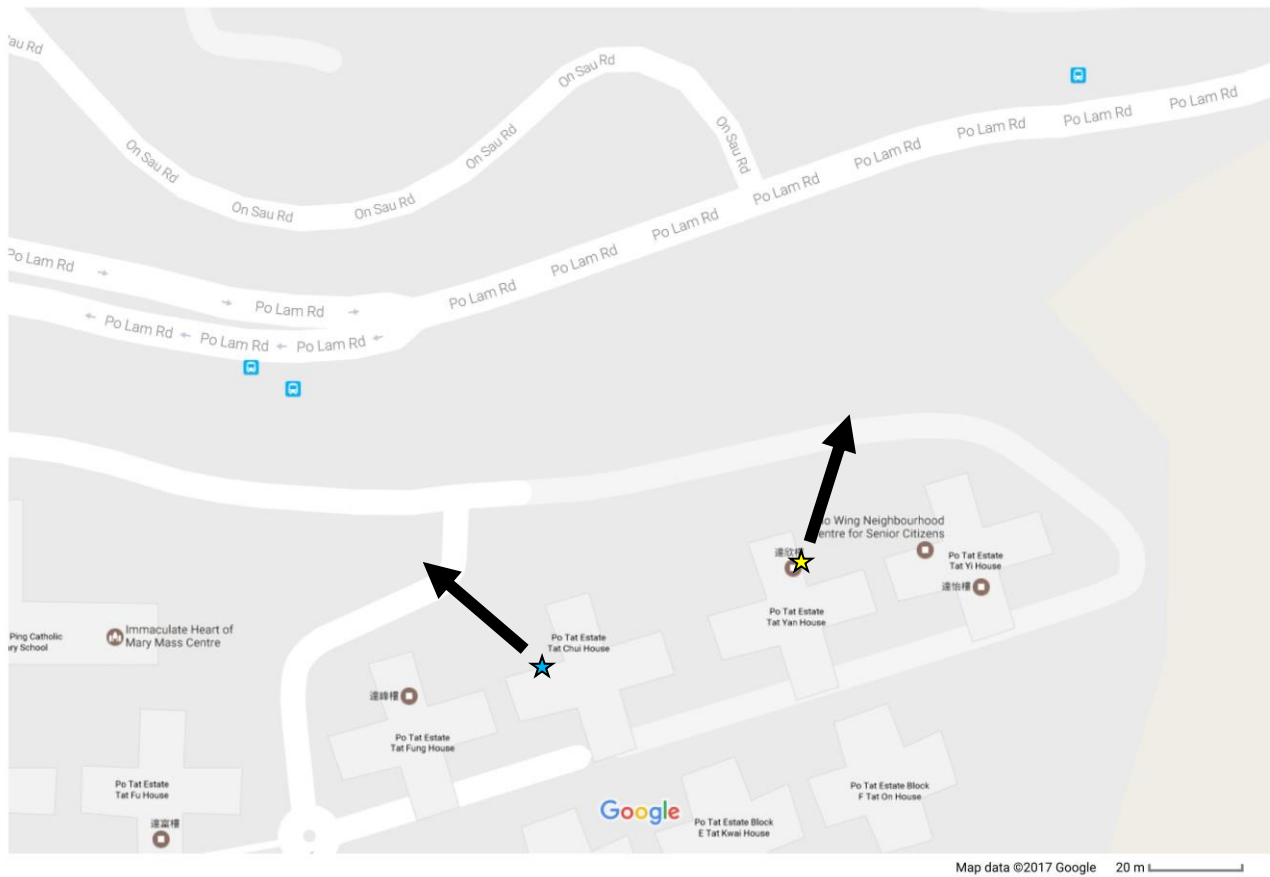 au Rd
On Sau Rd
On Sau Rd
On Sau Rd
On Sau Rd
On Sau Rd
On Sau Rd
Po Lam Rd
Po Lam Rd
Po Lam Rd
Po Lam Rd
Po Lam Rd
Po Lam Rd
Po Lam Rd
Po Lam Rd
Po Lam Rd
Po Lam Rd
Po Lam Rd
Po Lam Rd
Po Lam Rd
Po Lam Rd
o Wing Neighbourhood
entre for Senior Citizens
達欣樓
Po Tat Estate
Tat Yi House
達怡樓
Po Tat Estate
Tat Yan House
Immaculate Heart of
Mary Mass Centre
Ping Catholic
ry School
Po Tat Estate
Tat Chui House
達峰樓
Po Tat Estate
Tat Fung House
Po Tat Estate
Tat Fu House
達富樓
Po Tat Estate Block
F Tat On House
Google
Po Tat Estate Block
E Tat Kwai House
Map data ©2017 Google 20 m